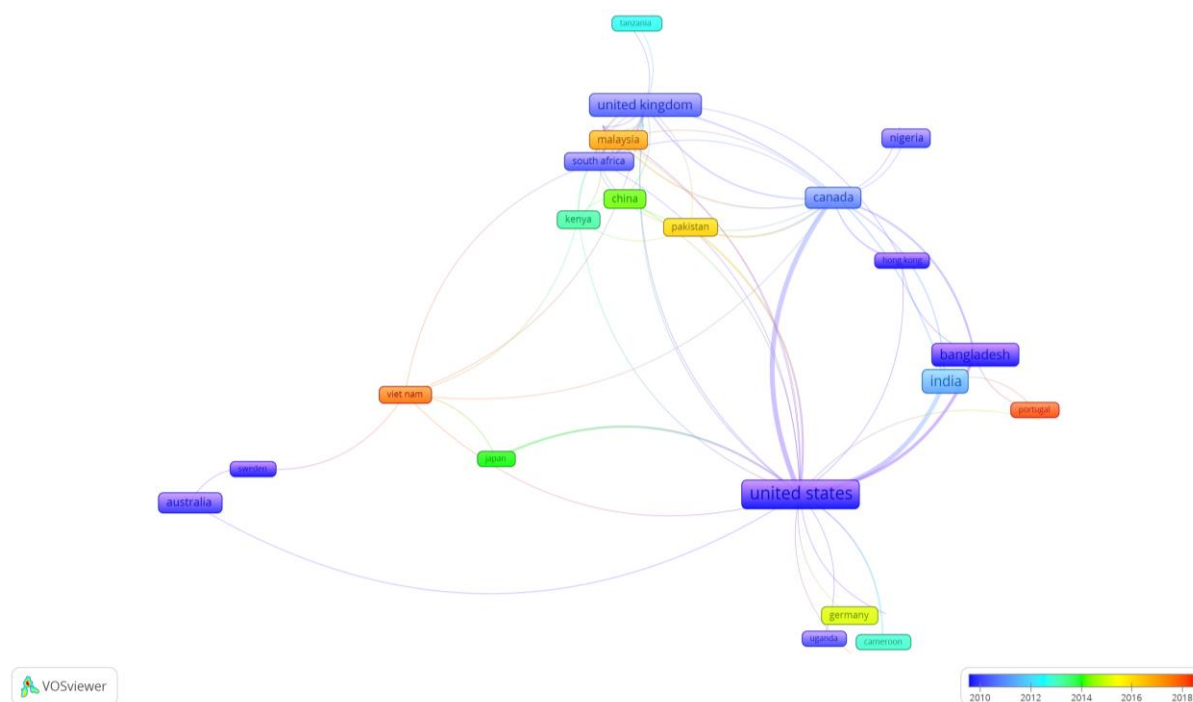 tanzania
united kingdom
malaysia
nigeria
south africa
china
canada
kenya
pakistan
hong kong
bangladesh
india
viet nam
portugal
japan
sweden
united states
australia
germany
uganda
cameroon
VOSviewer
2010 2012 2014 2016 2018